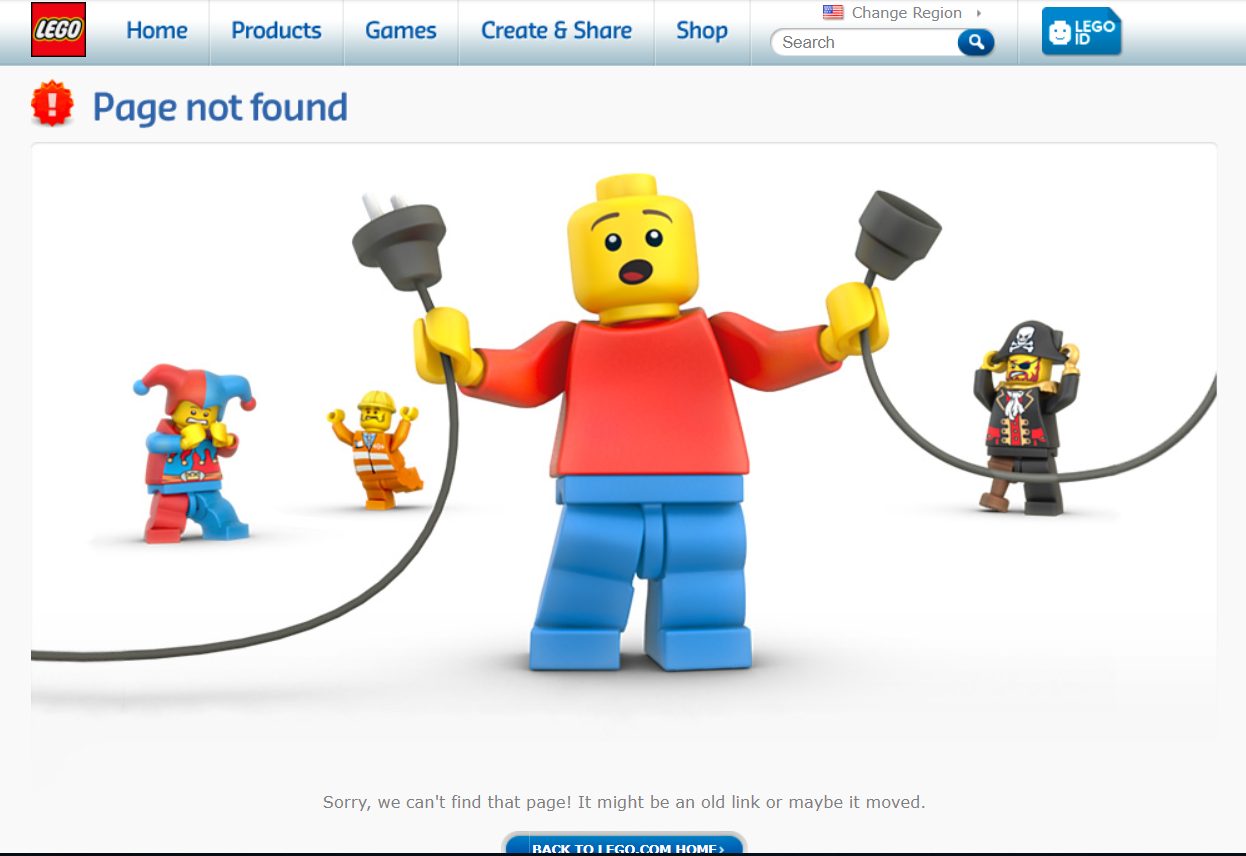 LEGO
Home
Products
Games
Create & Share
Shop
Change Region
Search
LEGO
ID
Page not found
Sorry, we can't find that page! It might be an old link or maybe it moved.
BACK TO LEGO.COM HOME